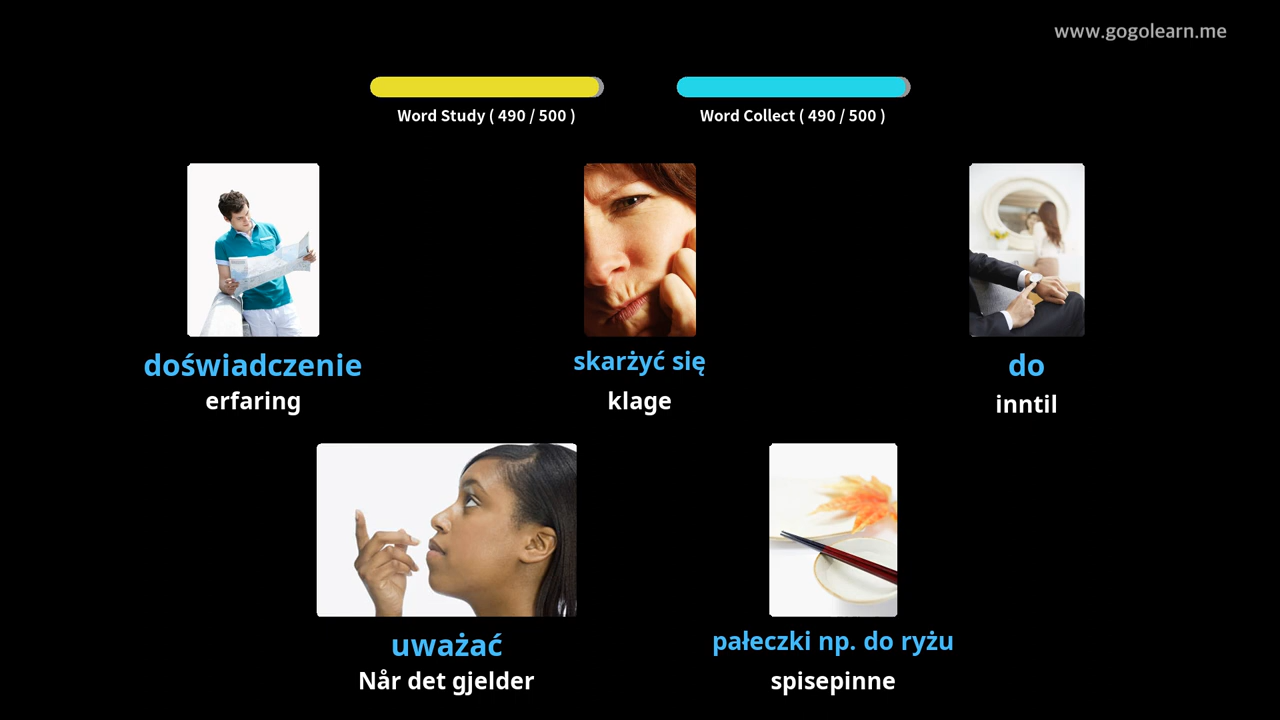 www.gogolearn.me
Word Study ( 490 / 500 )
Word Collect ( 490 / 500 )
doświadczenie
erfaring
skarżyć się
klage
do
inntil
uważać
Når det gjelder
pałeczki np. do ryżu
spisepinne